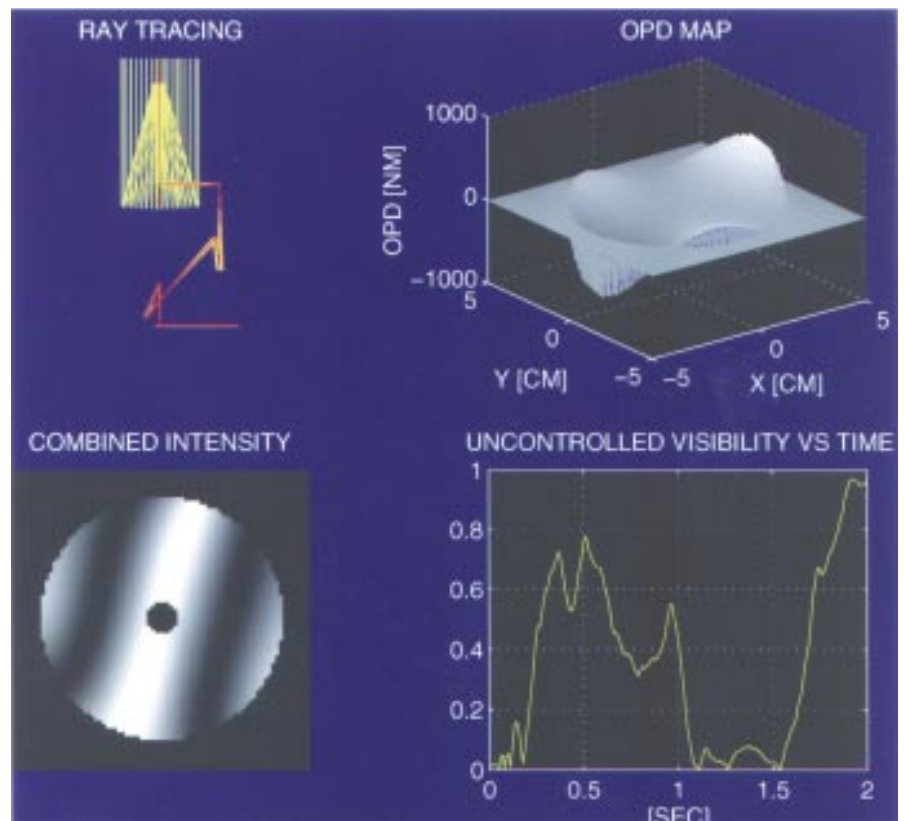 RAY TRACING
OPD MAP
1000
0
-1000
OPD [NM]
5
0
-5
Y [CM]
-5
0
5
X [CM]
COMBINED INTENSITY
UNCONTROLLED VISIBILITY VS TIME
1
0.8
0.6
0.4
0.2
0
0
0.5
1
1.5
2
[SEC]